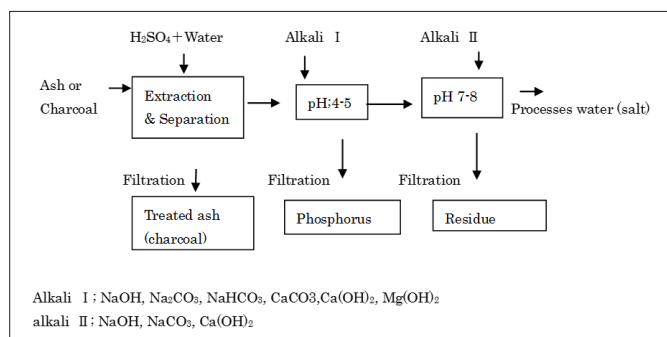 H₂SO₄+Water
Alkali Ⅰ
Alkali Ⅱ
Ash or
Charcoal
Extraction
& Separation
pH;4-5
pH 7-8
Processes water (salt)
Filtration
Filtration
Filtration
Treated ash
(charcoal)
Phosphorus
Residue
Alkali Ⅰ; NaOH, Na₂CO₃, NaHCO₃, CaCO3,Ca(OH)₂, Mg(OH)₂
alkali Ⅱ; NaOH, NaCO₃, Ca(OH)₂